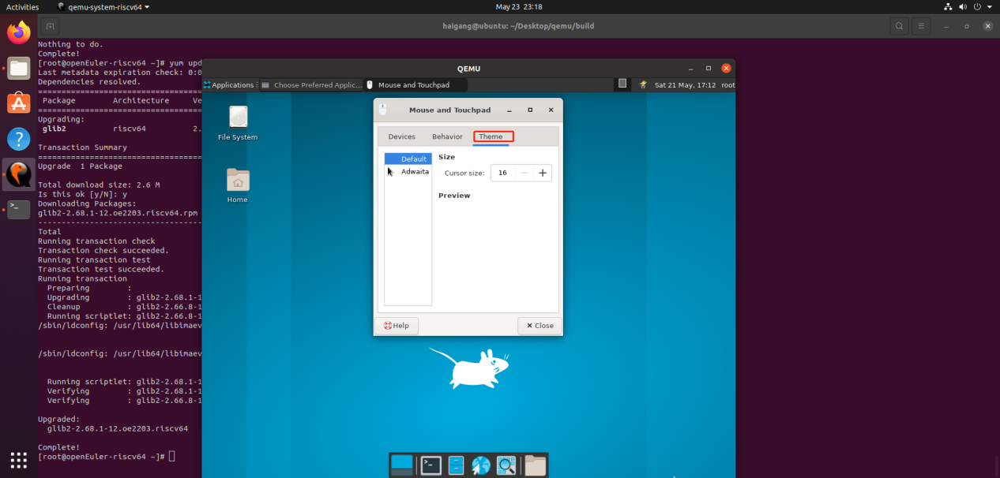 Activities
qemu-system-riscv64
May 23 23:18
haigang@ubuntu: ~/Desktop/qemu/build
Nothing to do.
Complete!
[root@openEuler-riscv64 ~]# yum upd
Last metadata expiration check: 0:0
Dependencies resolved.
================================
Package Architecture Ve
================================
Upgrading:
glib2 riscv64 2.
Transaction Summary
================================
Upgrade 1 Package
Total download size: 2.6 M
Is this ok [y/N]: y
Downloading Packages:
glib2-2.68.1-12.oe2203.riscv64.rpm
--------------------------------
Total
Running transaction check
Transaction check succeeded.
Running transaction test
Transaction test succeeded.
Running transaction
Preparing :
Upgrading : glib2-2.68.1-1
Cleanup : glib2-2.66.8-1
Running scriptlet: glib2-2.66.8-1
/sbin/ldconfig: /usr/lib64/libimaev
/sbin/ldconfig: /usr/lib64/libimaev
Running scriptlet: glib2-2.68.1-1
Verifying : glib2-2.68.1-1
Verifying : glib2-2.66.8-1
Upgraded:
glib2-2.68.1-12.oe2203.riscv64
Complete!
[root@openEuler-riscv64 ~]#
QEMU
Applications
Choose Preferred Applic...
Mouse and Touchpad
Sat 21 May, 17:12
root
File System
Home
Mouse and Touchpad
Devices
Behavior
Theme
Default
Adwaita
Size
Cursor size:
16
Preview
Help
Close